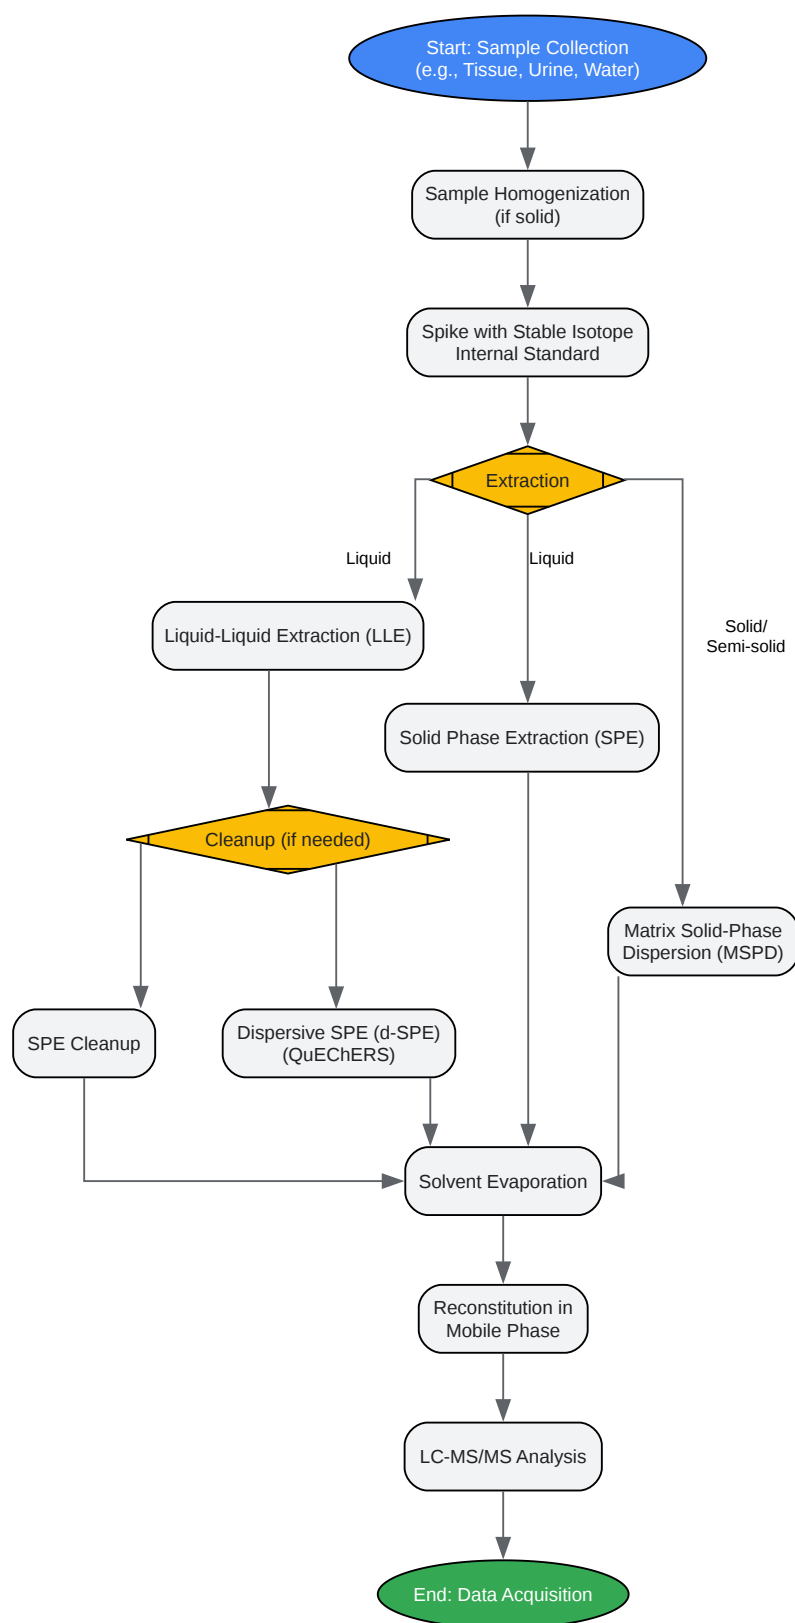 Start: Sample Collection
(e.g., Tissue, Urine, Water)
Sample Homogenization
(if solid)
Spike with Stable Isotope
Internal Standard
Extraction
Liquid
Liquid
Solid/
Semi-solid
Liquid-Liquid Extraction (LLE)
Solid Phase Extraction (SPE)
Cleanup (if needed)
Matrix Solid-Phase
Dispersion (MSPD)
SPE Cleanup
Dispersive SPE (d-SPE)
(QuEChERS)
Solvent Evaporation
Reconstitution in
Mobile Phase
LC-MS/MS Analysis
End: Data Acquisition